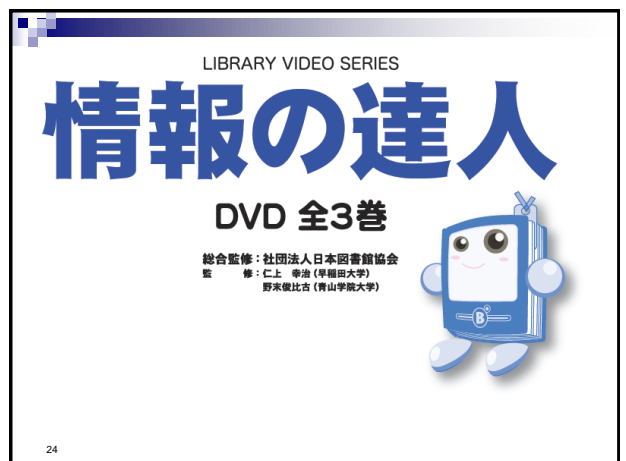 LIBRARY VIDEO SERIES
情報の達人
DVD 全3巻
総合監修：社団法人日本図書館協会
監　　修：仁上　幸治（早稲田大学）
野末俊比古（青山学院大学）
B
24